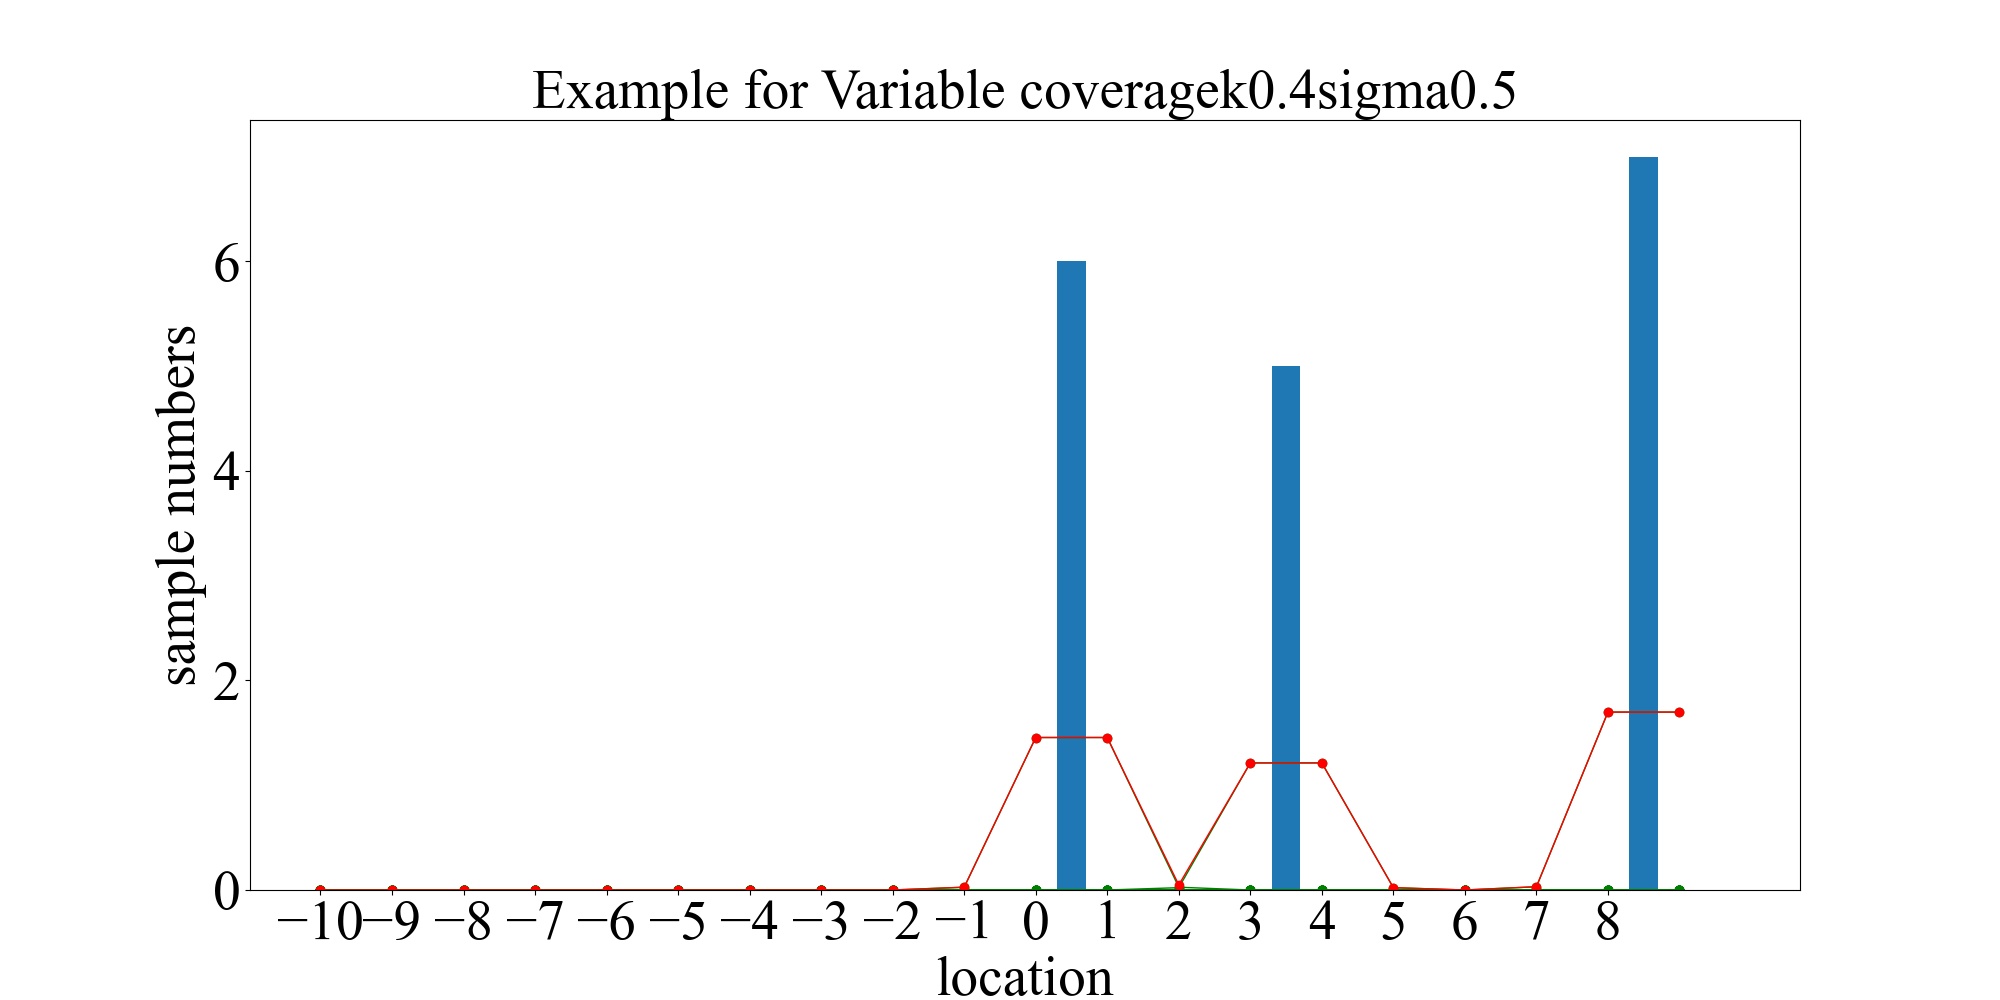 Example for Variable coveragek0.4sigma0.5
sample numbers
6
4
2
0
−10 −9 −8 −7 −6 −5 −4 −3 −2 −1 0 1 2 3 4 5 6 7 8
location